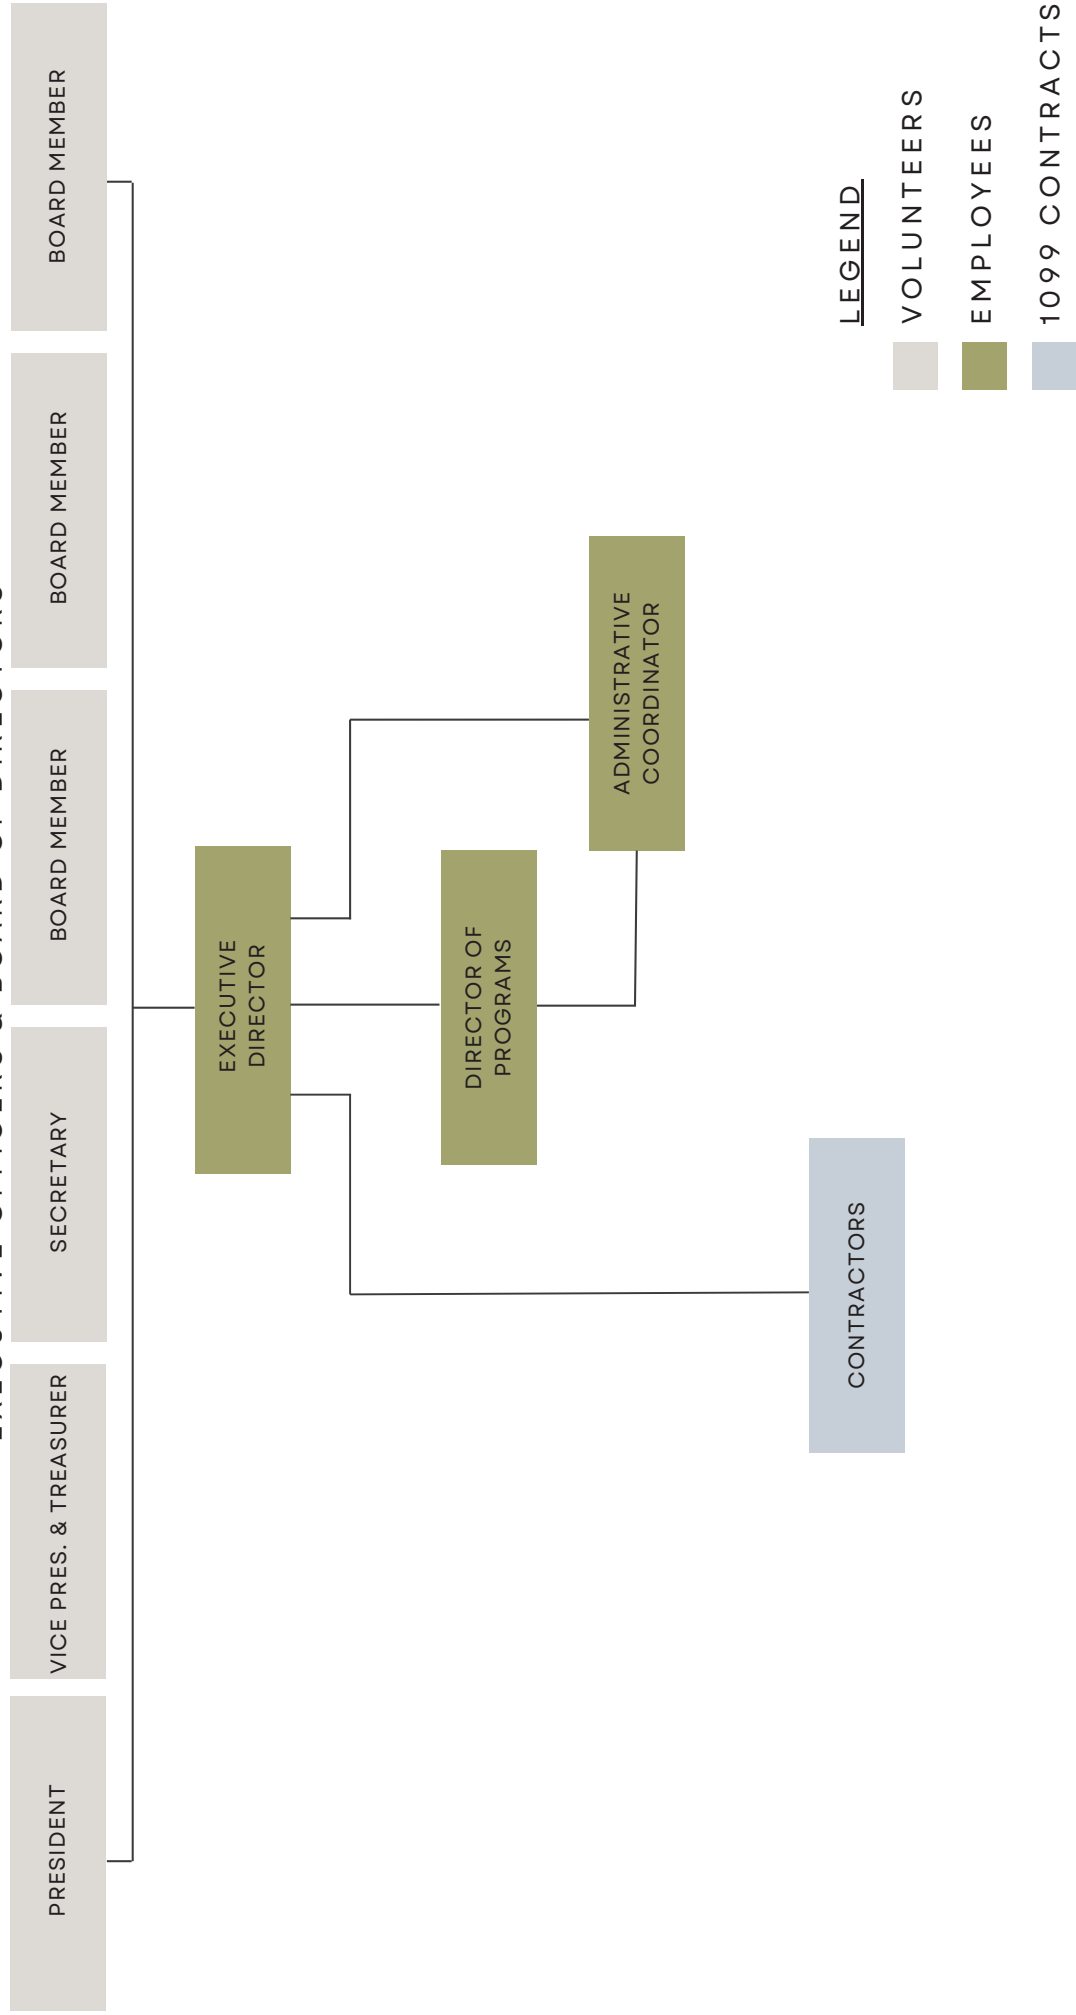 PRESIDENT
VICE PRES. & TREASURER
SECRETARY
BOARD MEMBER
BOARD MEMBER
BOARD MEMBER
EXECUTIVE
DIRECTOR
DIRECTOR OF
PROGRAMS
ADMINISTRATIVE
COORDINATOR
CONTRACTORS
LEGEND
VOLUNTEERS
EMPLOYEES
1099 CONTRACTS